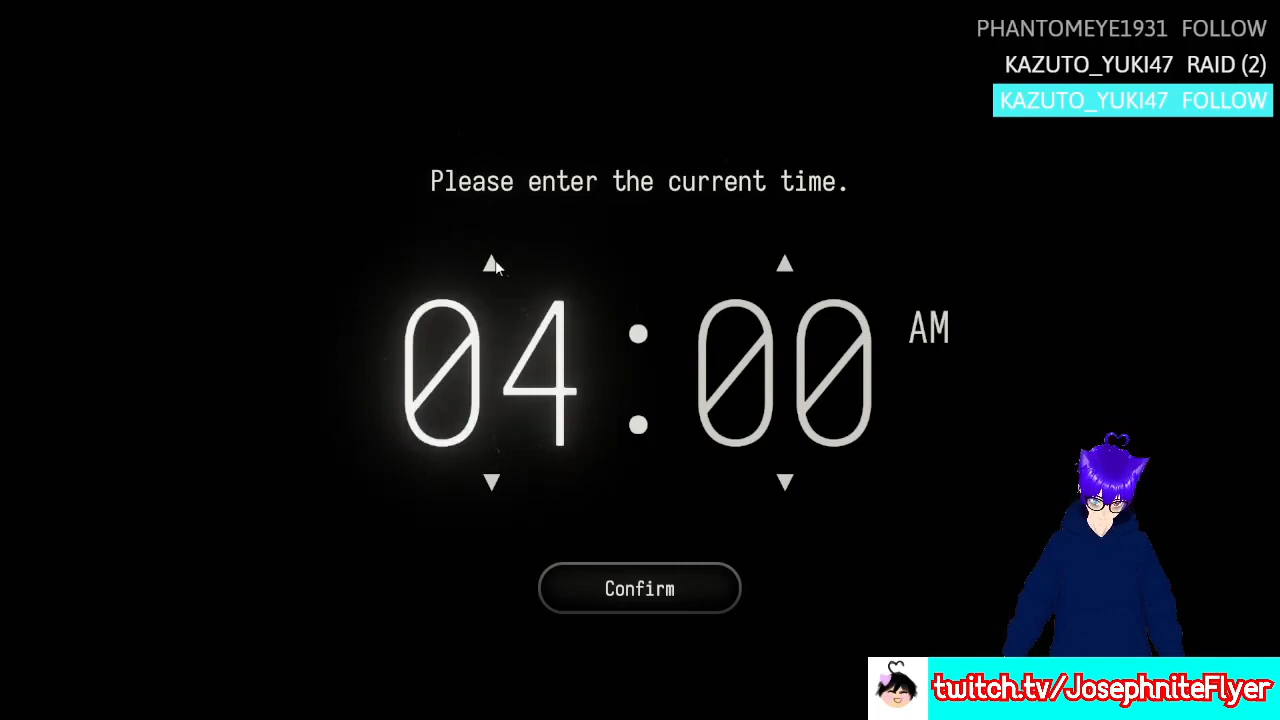 PHANTOMEYE1931 FOLLOW
KAZUTO_YUKI47 RAID (2)
KAZUTO_YUKI47 FOLLOW
Please enter the current time.
04:00 AM
Confirm
twitch.tv/JosephniteFlyer